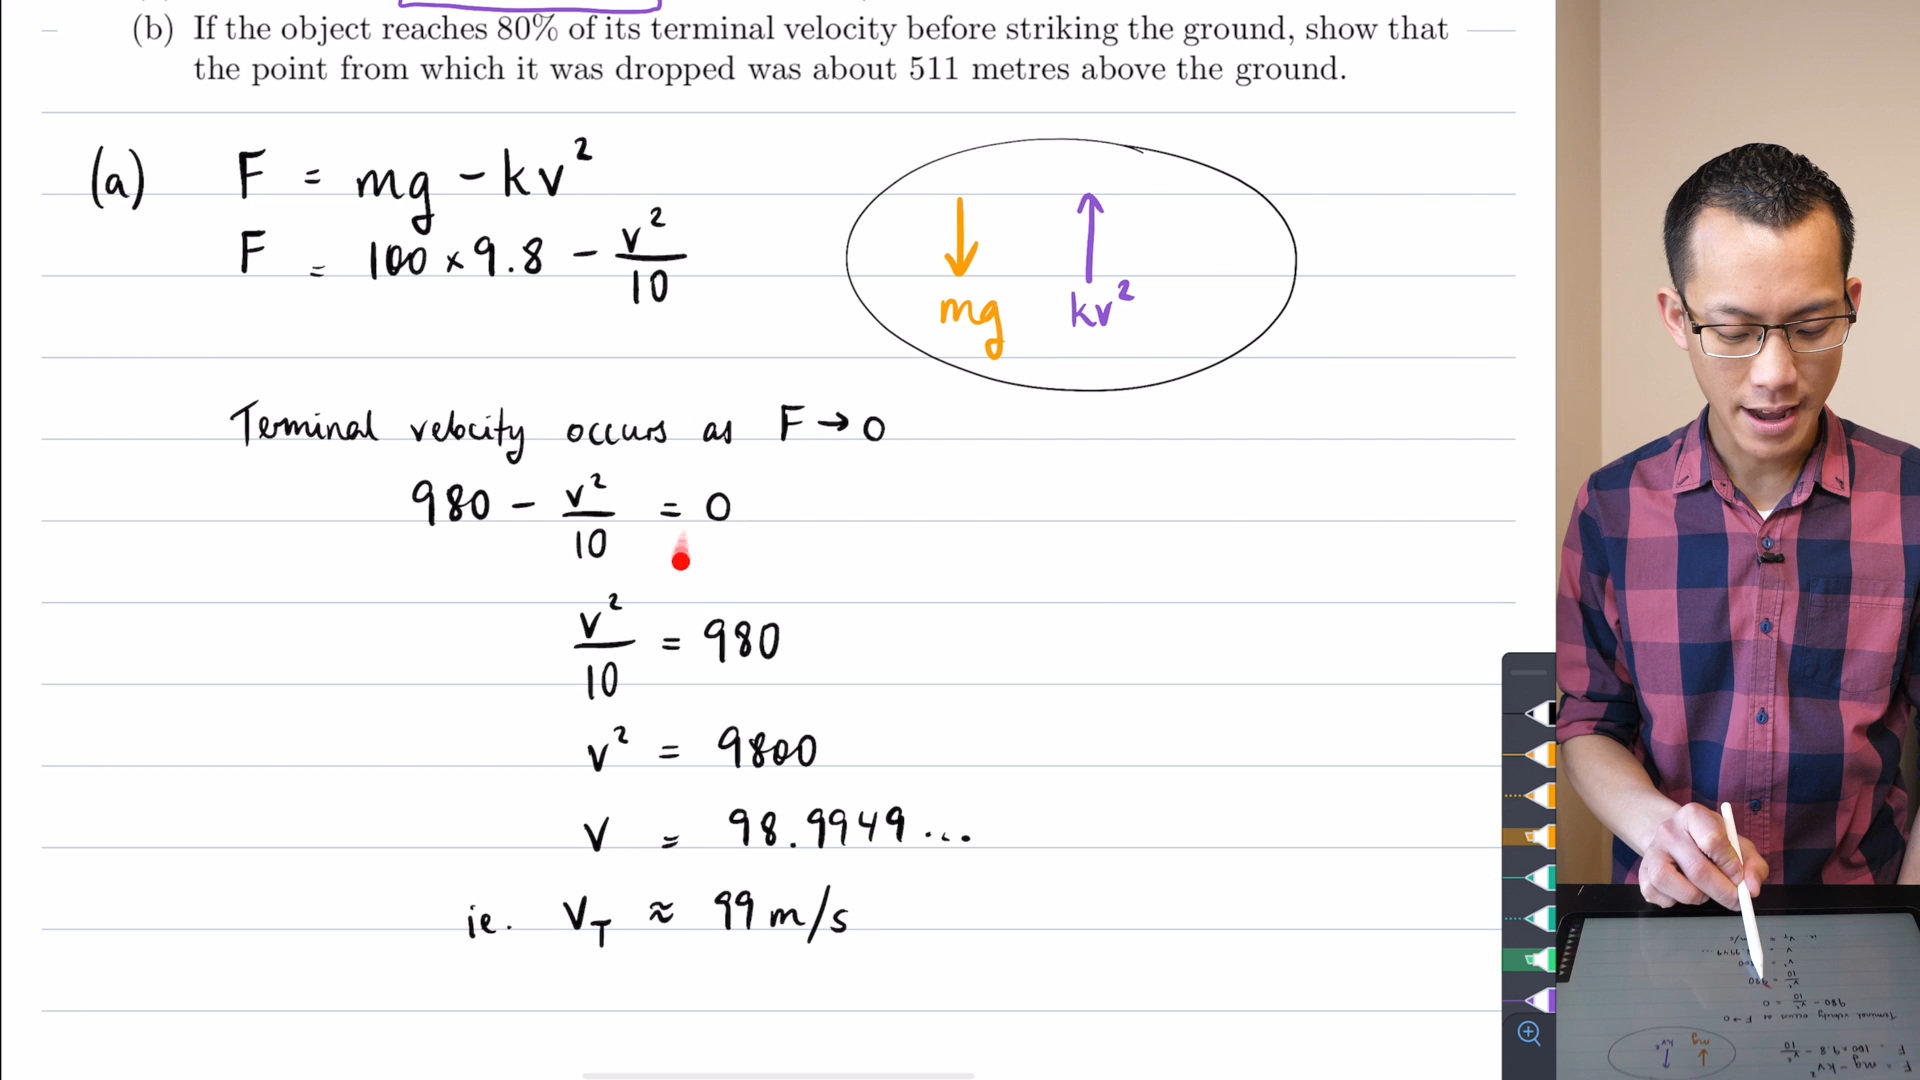 (b) If the object reaches 80% of its terminal velocity before striking the ground, show that
the point from which it was dropped was about 511 metres above the ground.
(a) F = mg - kv²
F = 100 × 9.8 - v²/10
mg
kv²
Terminal velocity occurs as F → 0
980 - v²/10 = 0
v²/10 = 980
v² = 9800
v = 98.9949...
ie. v_T ≈ 99 m/s